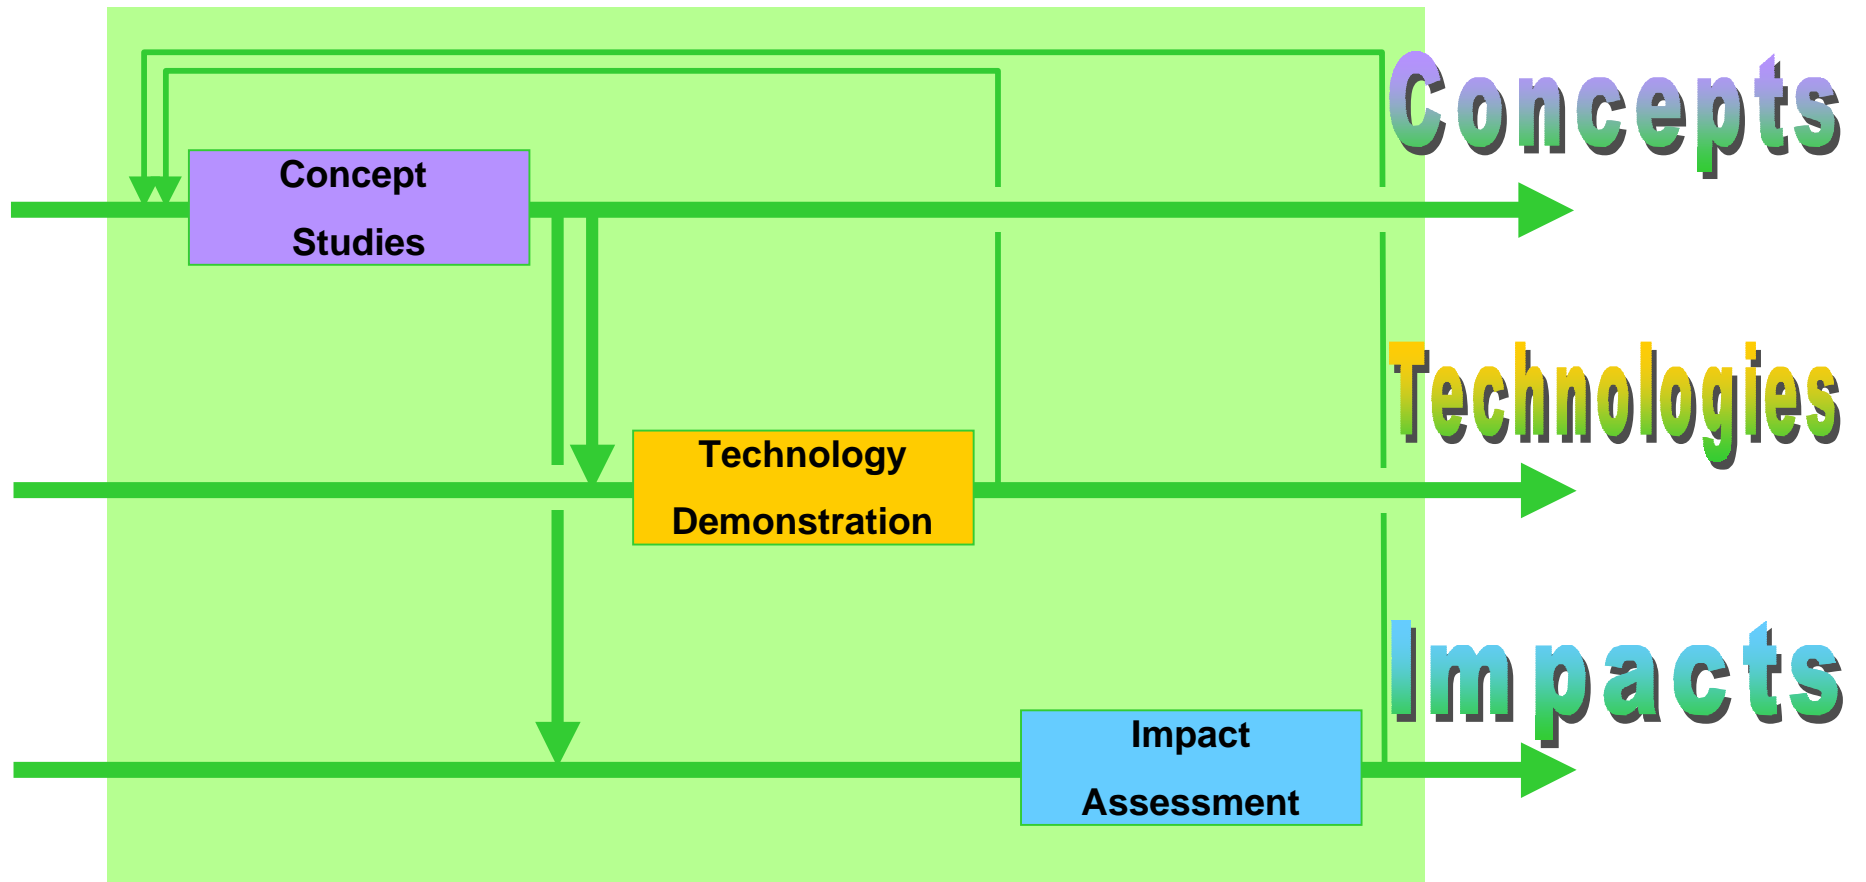 Concepts
Concept
Studies
Technologies
Technology
Demonstration
Impacts
Impact
Assessment